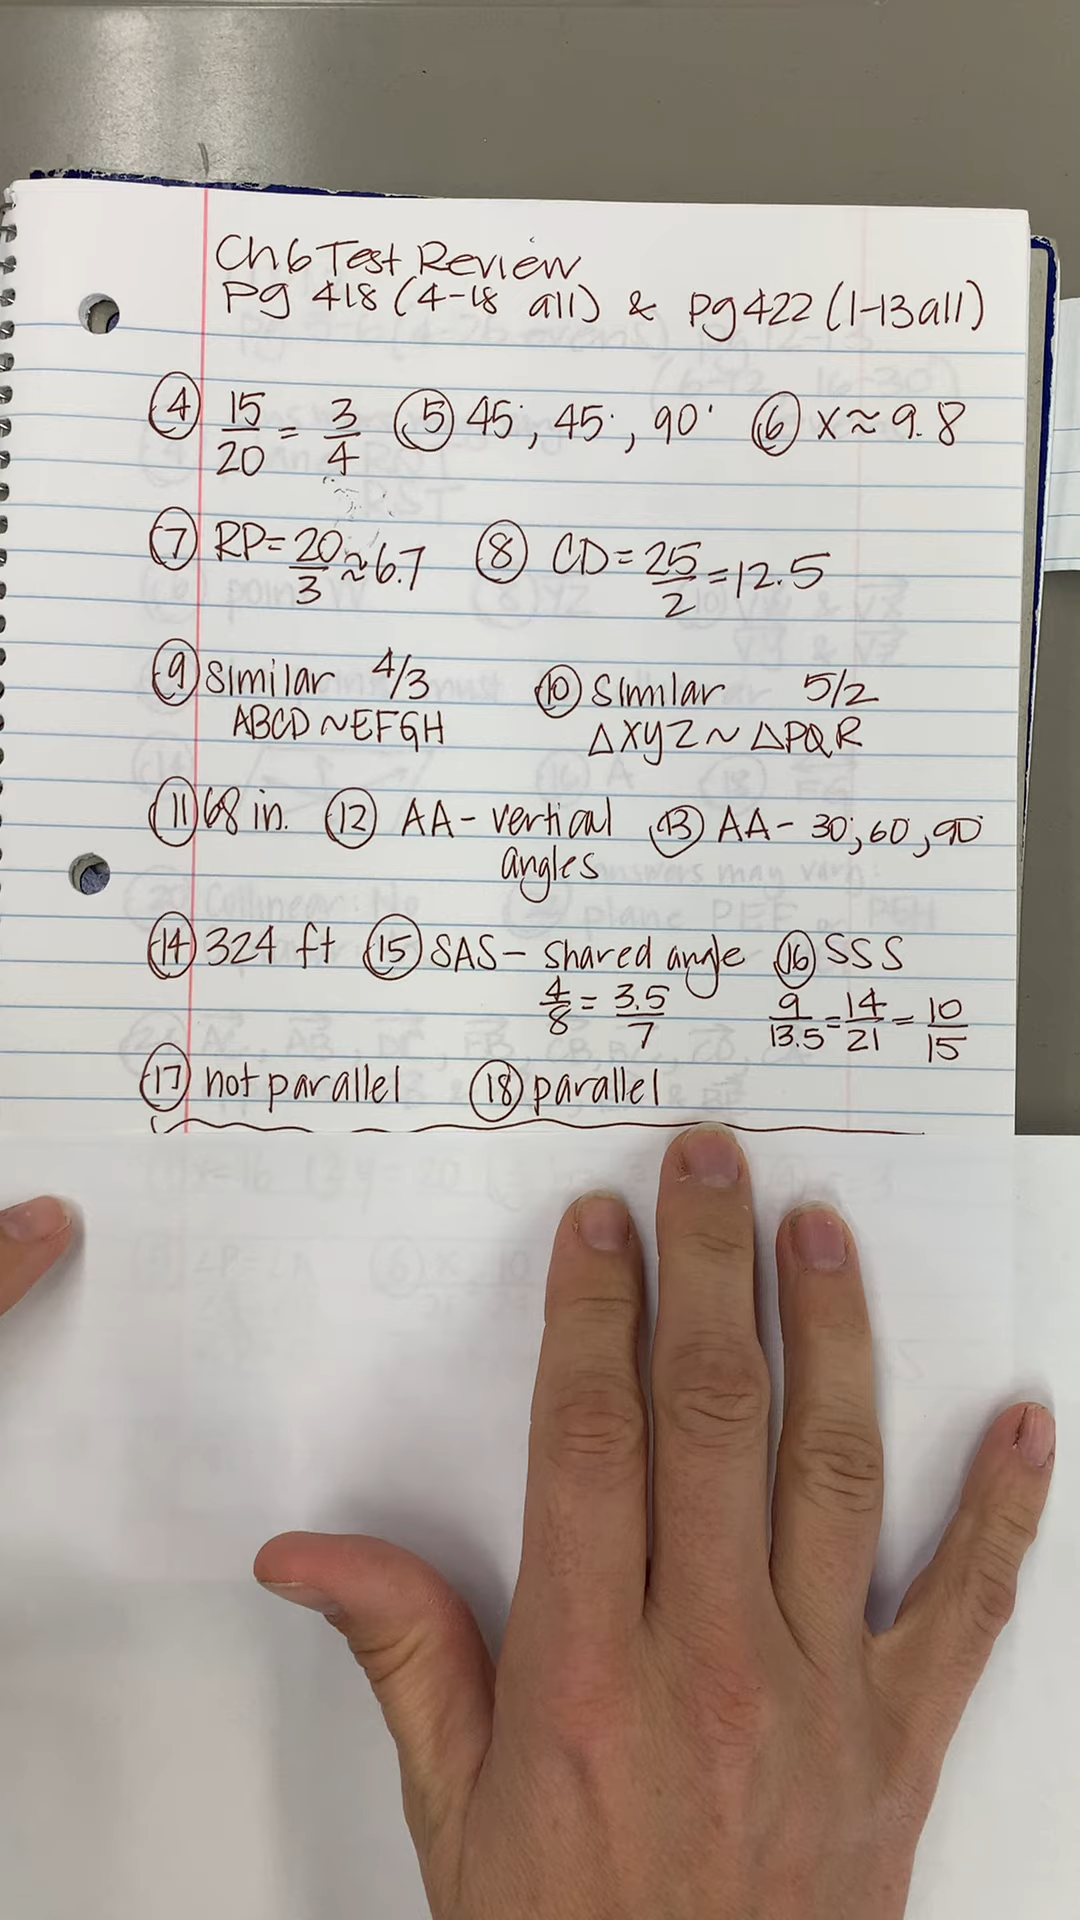 Ch 6 Test Review
pg 418 (4-18 all) & pg 422 (1-13 all)
④ 15/20 = 3/4 ⑤ 45°, 45°, 90° ⑥ x ≈ 9.8
⑦ RP = 20/3 ≈ 6.7 ⑧ CD = 25/2 = 12.5
⑨ similar 4/3 ⑩ similar 5/2
ABCD ~ EFGH △XYZ ~ △PQR
⑪ 68 in. ⑫ AA - vertical angles ⑬ AA - 30°, 60°, 90°
⑭ 324 ft ⑮ SAS - shared angle ⑯ SSS
4/8 = 3.5/7 9/13.5 = 14/21 = 10/15
⑰ not parallel ⑱ parallel